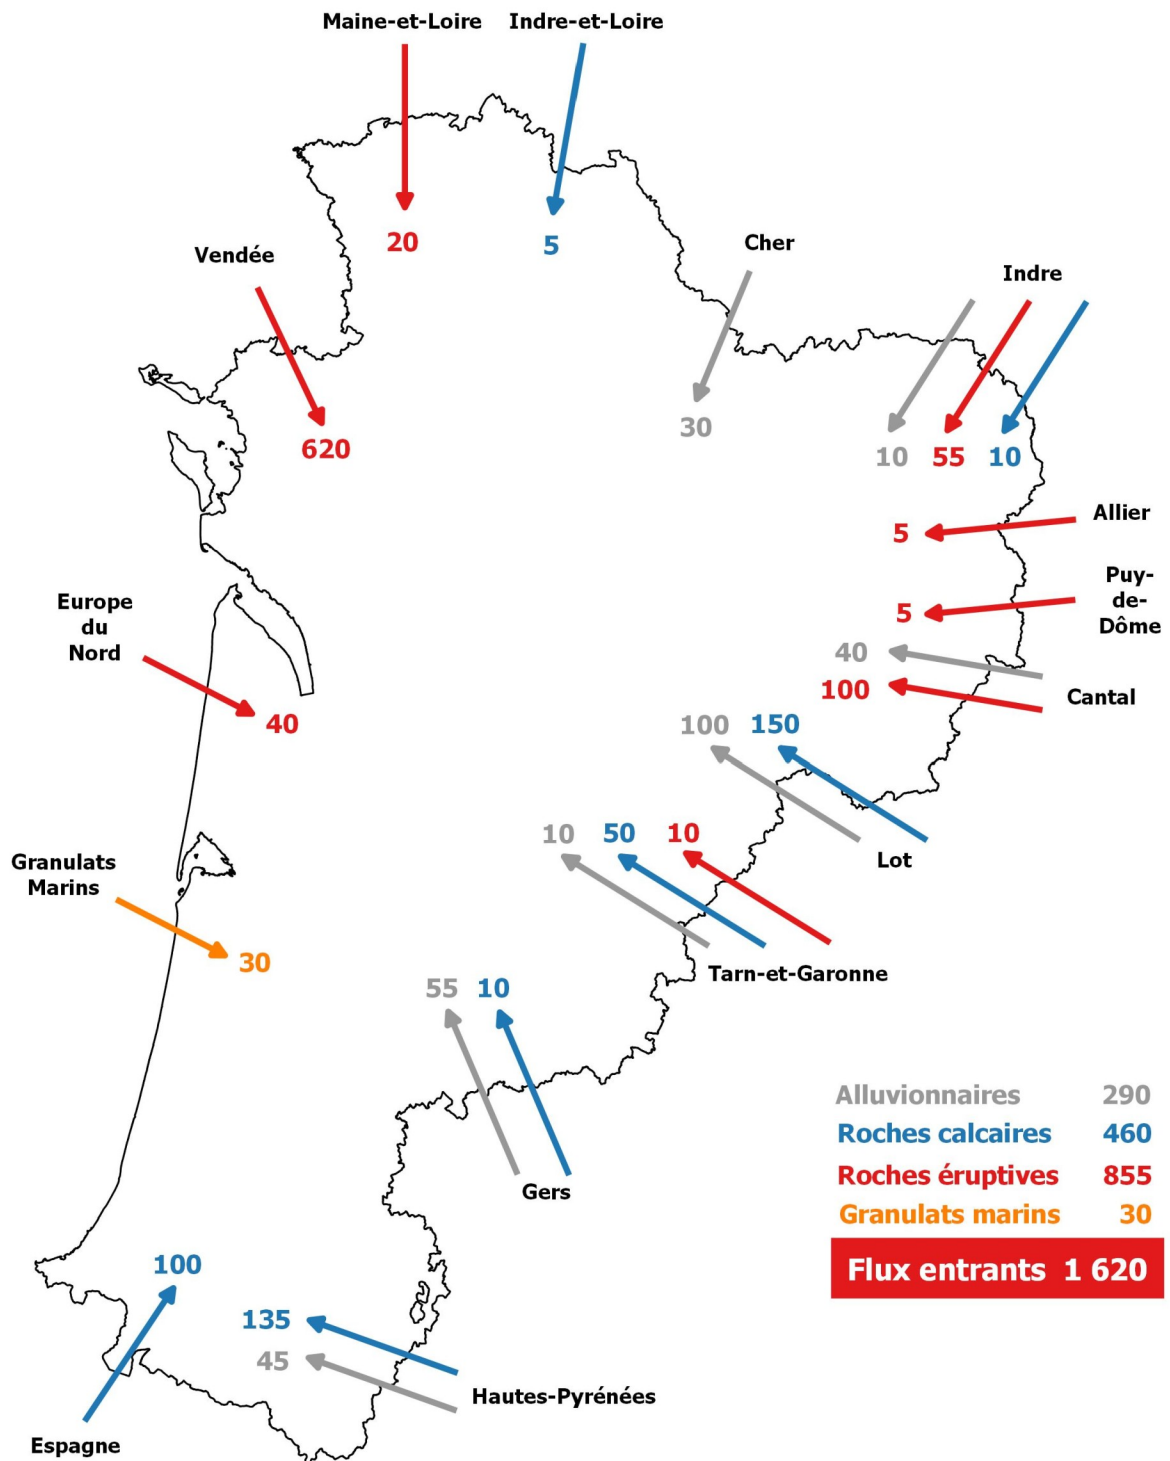 Maine-et-Loire
Indre-et-Loire
20
5
Vendée
620
Cher
30
Indre
10
55
10
Allier
5
Puy-
de-
Dôme
5
Europe
du
Nord
40
40
100
Cantal
100
150
Lot
10
50
10
Tarn-et-Garonne
Granulats
Marins
30
55
10
Gers
Alluvionnaires 290
Roches calcaires 460
Roches éruptives 855
Granulats marins 30
Flux entrants 1 620
100
Espagne
135
45
Hautes-Pyrénées